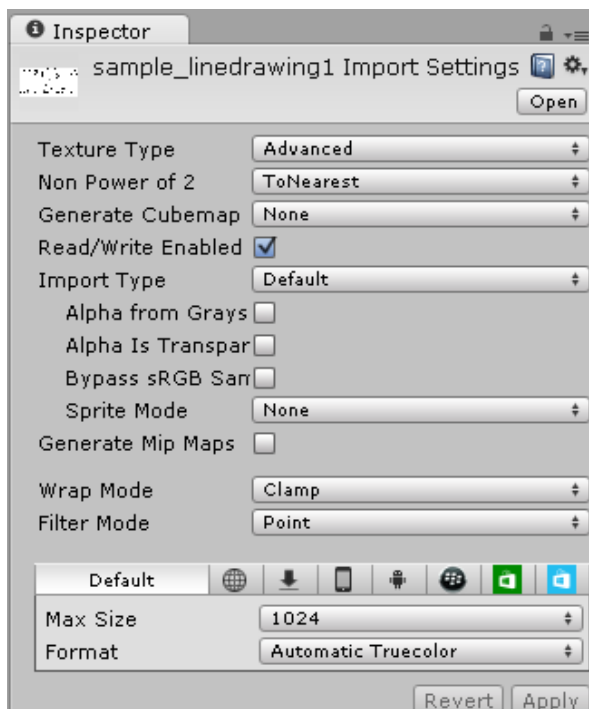 Inspector
sample_linedrawing1 Import Settings
Open
Texture Type Advanced
Non Power of 2 ToNearest
Generate Cubemap None
Read/Write Enabled
Import Type Default
Alpha from Grays
Alpha Is Transpar
Bypass sRGB Sam
Sprite Mode None
Generate Mip Maps
Wrap Mode Clamp
Filter Mode Point
Default
Max Size 1024
Format Automatic Truecolor
Revert Apply